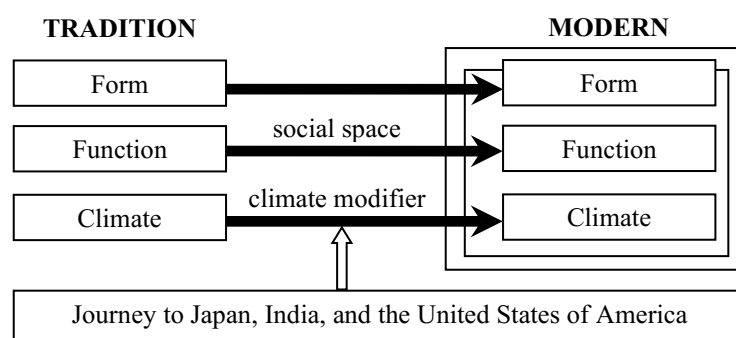 TRADITION MODERN
Form Form
social space
Function Function
climate modifier
Climate Climate
Journey to Japan, India, and the United States of America